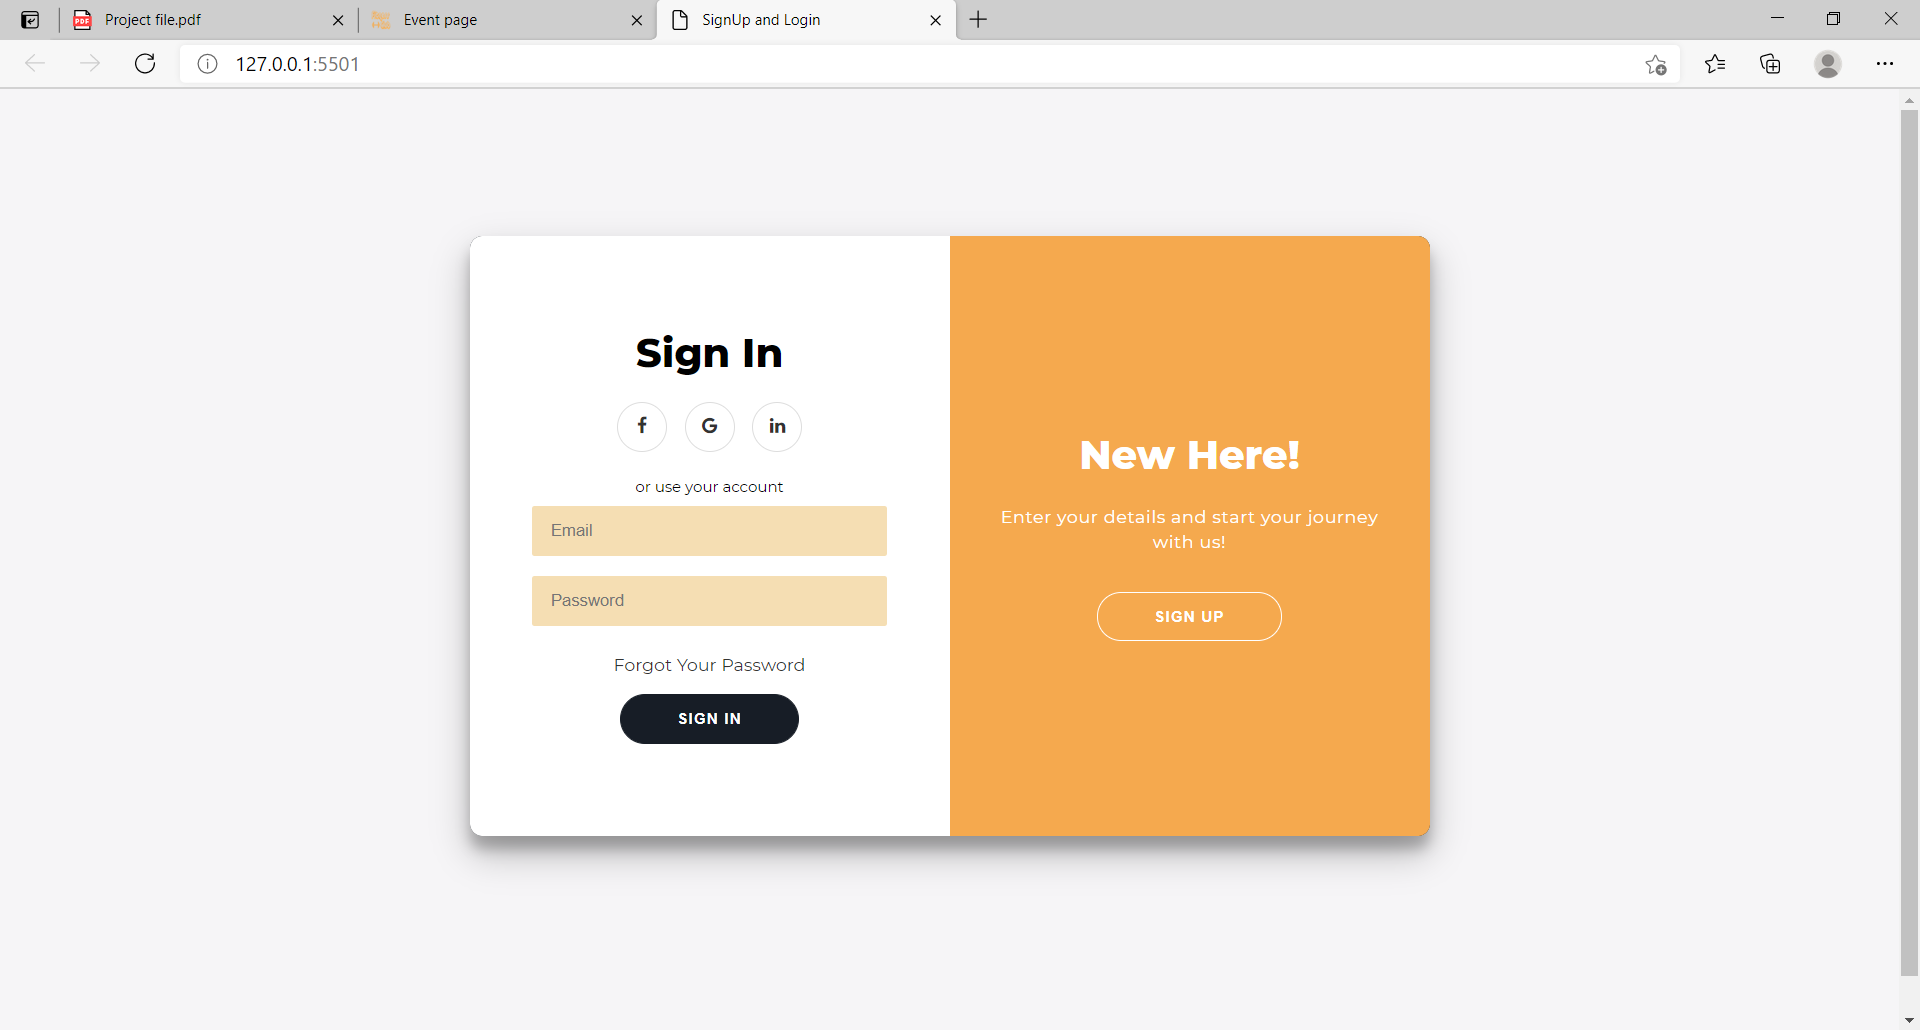 Project file.pdf
Event page
SignUp and Login
127.0.0.1:5501
Sign In
f
G
in
or use your account
Email
Password
Forgot Your Password
SIGN IN
New Here!
Enter your details and start your journey
with us!
SIGN UP